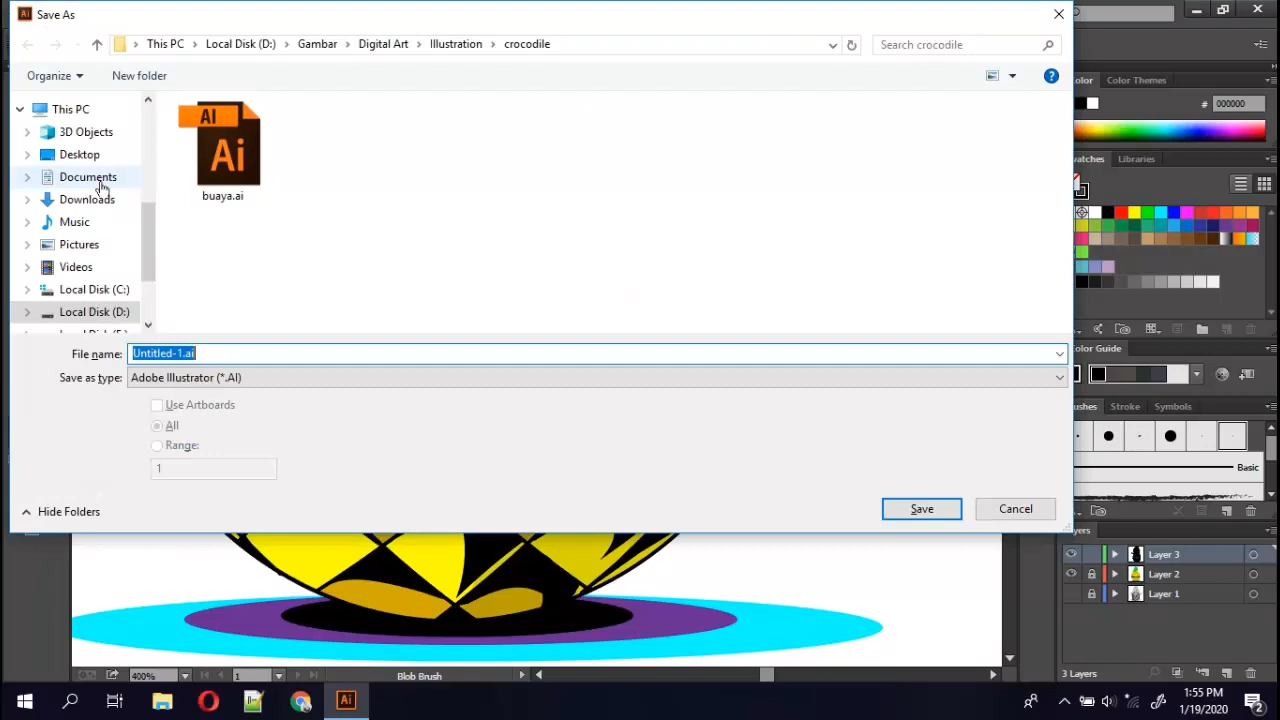 Save As
This PC
Local Disk (D:)
Gambar
Digital Art
Illustration
crocodile
Search crocodile
Organize
New folder
This PC
3D Objects
Desktop
Documents
Downloads
Music
Pictures
Videos
Local Disk (C:)
Local Disk (D:)
AI
Ai
buaya.ai
File name:
Untitled-1.ai
Save as type:
Adobe Illustrator (*.AI)
Use Artboards
All
Range:
1
Hide Folders
Save
Cancel
Color Themes
# 000000
Libraries
Color Guide
Stroke
Symbols
Basic
Layer 3
Layer 2
Layer 1
3 Layers
400%
1
Blob Brush
Ai
1:55 PM
1/19/2020
2